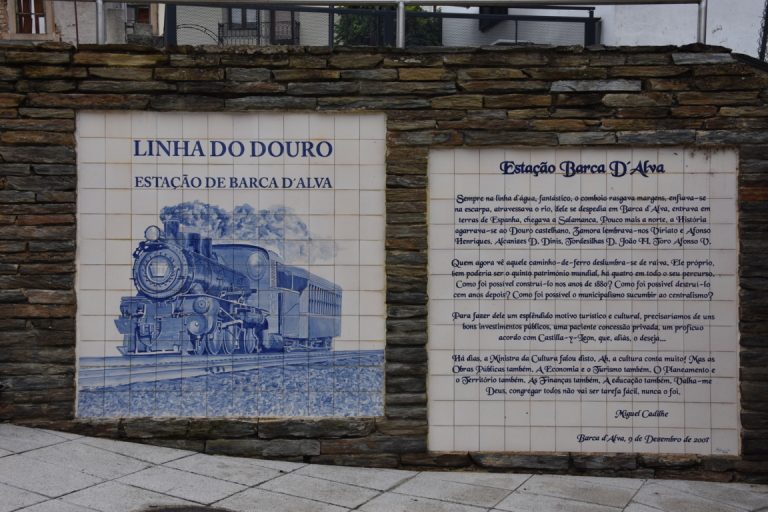 LINHA DO DOURO
ESTAÇÃO DE BARCA D'ALVA
Estação Barca D'Alva
Sempre na linha d'água, fantástico, o comboio rasgava margens, enfiava-se
na escarpa, atravessava o rio, dele se despedia em Barca d'Alva, entrava em
terras de Espanha, chegava a Salamanca. Pouco mais a norte, a História
agarrava-se ao Douro castelhano, Zamora lembrava-nos Viriato e Afonso
Henriques, Alcanizes D. Dinis, Tordesilhas D. João II, Toro Afonso V.
Quem agora vê aquele caminho-de-ferro deslumbra-se de raiva. Ele próprio,
bem poderia ser o quinto património mundial, há quatro em todo o seu percurso.
Como foi possível construí-lo nos anos de 1880? Como foi possível destruí-lo
cem anos depois? Como foi possível o municipalismo sucumbir ao centralismo?
Para fazer dele um esplêndido motivo turístico e cultural, precisaríamos de uns
bons investimentos públicos, uma paciente concessão privada, um profícuo
acordo com Castilla-y-Leon, que, aliás, o deseja...
Há dias, a Ministra da Cultura falou disto. Ah, a cultura conta muito! Mas as
Obras Públicas também. A Economia e o Turismo também. O Planeamento e
o Território também. As Finanças também. A educação também. Valha-me
Deus, congregar todos não vai ser tarefa fácil, nunca o foi.
Miguel Cadilhe
Barca d'Alva, 9 de Dezembro de 2007